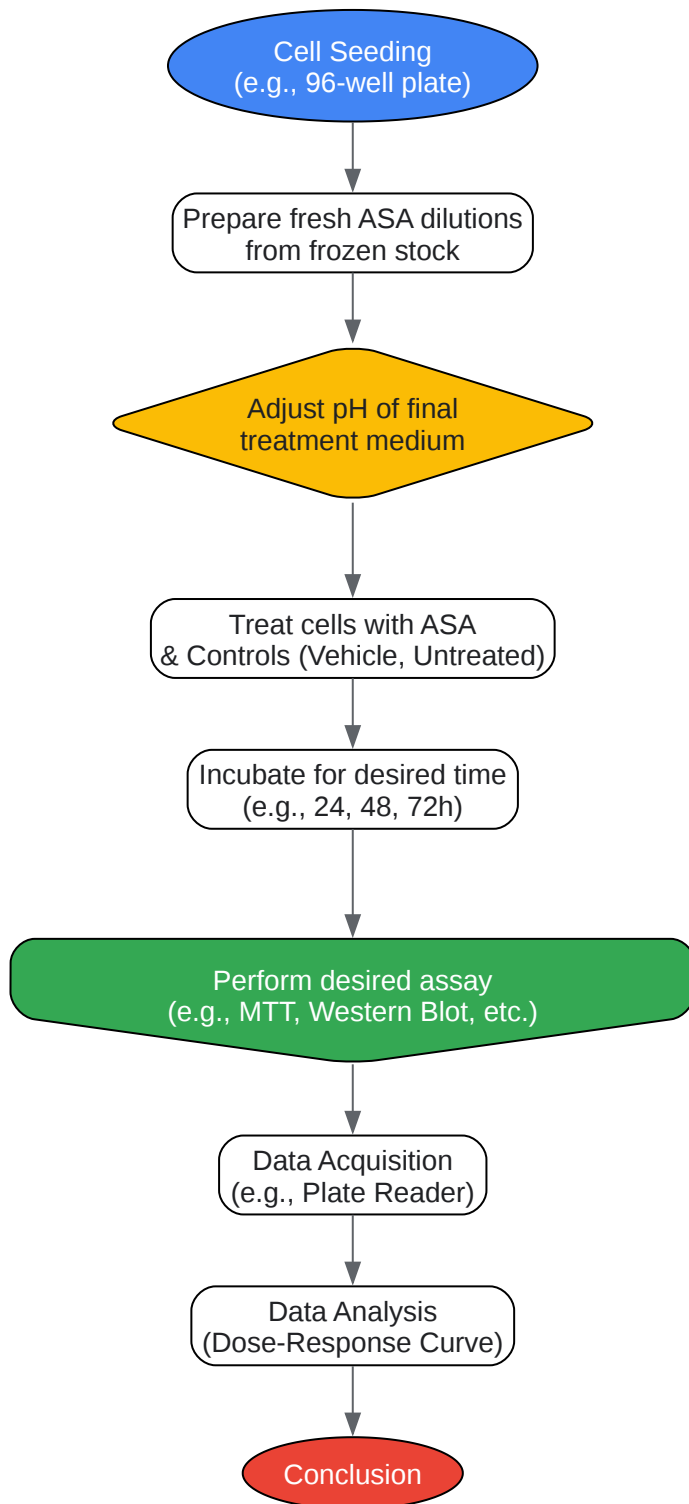 Cell Seeding
(e.g., 96-well plate)
Prepare fresh ASA dilutions
from frozen stock
Adjust pH of final
treatment medium
Treat cells with ASA
& Controls (Vehicle, Untreated)
Incubate for desired time
(e.g., 24, 48, 72h)
Perform desired assay
(e.g., MTT, Western Blot, etc.)
Data Acquisition
(e.g., Plate Reader)
Data Analysis
(Dose-Response Curve)
Conclusion